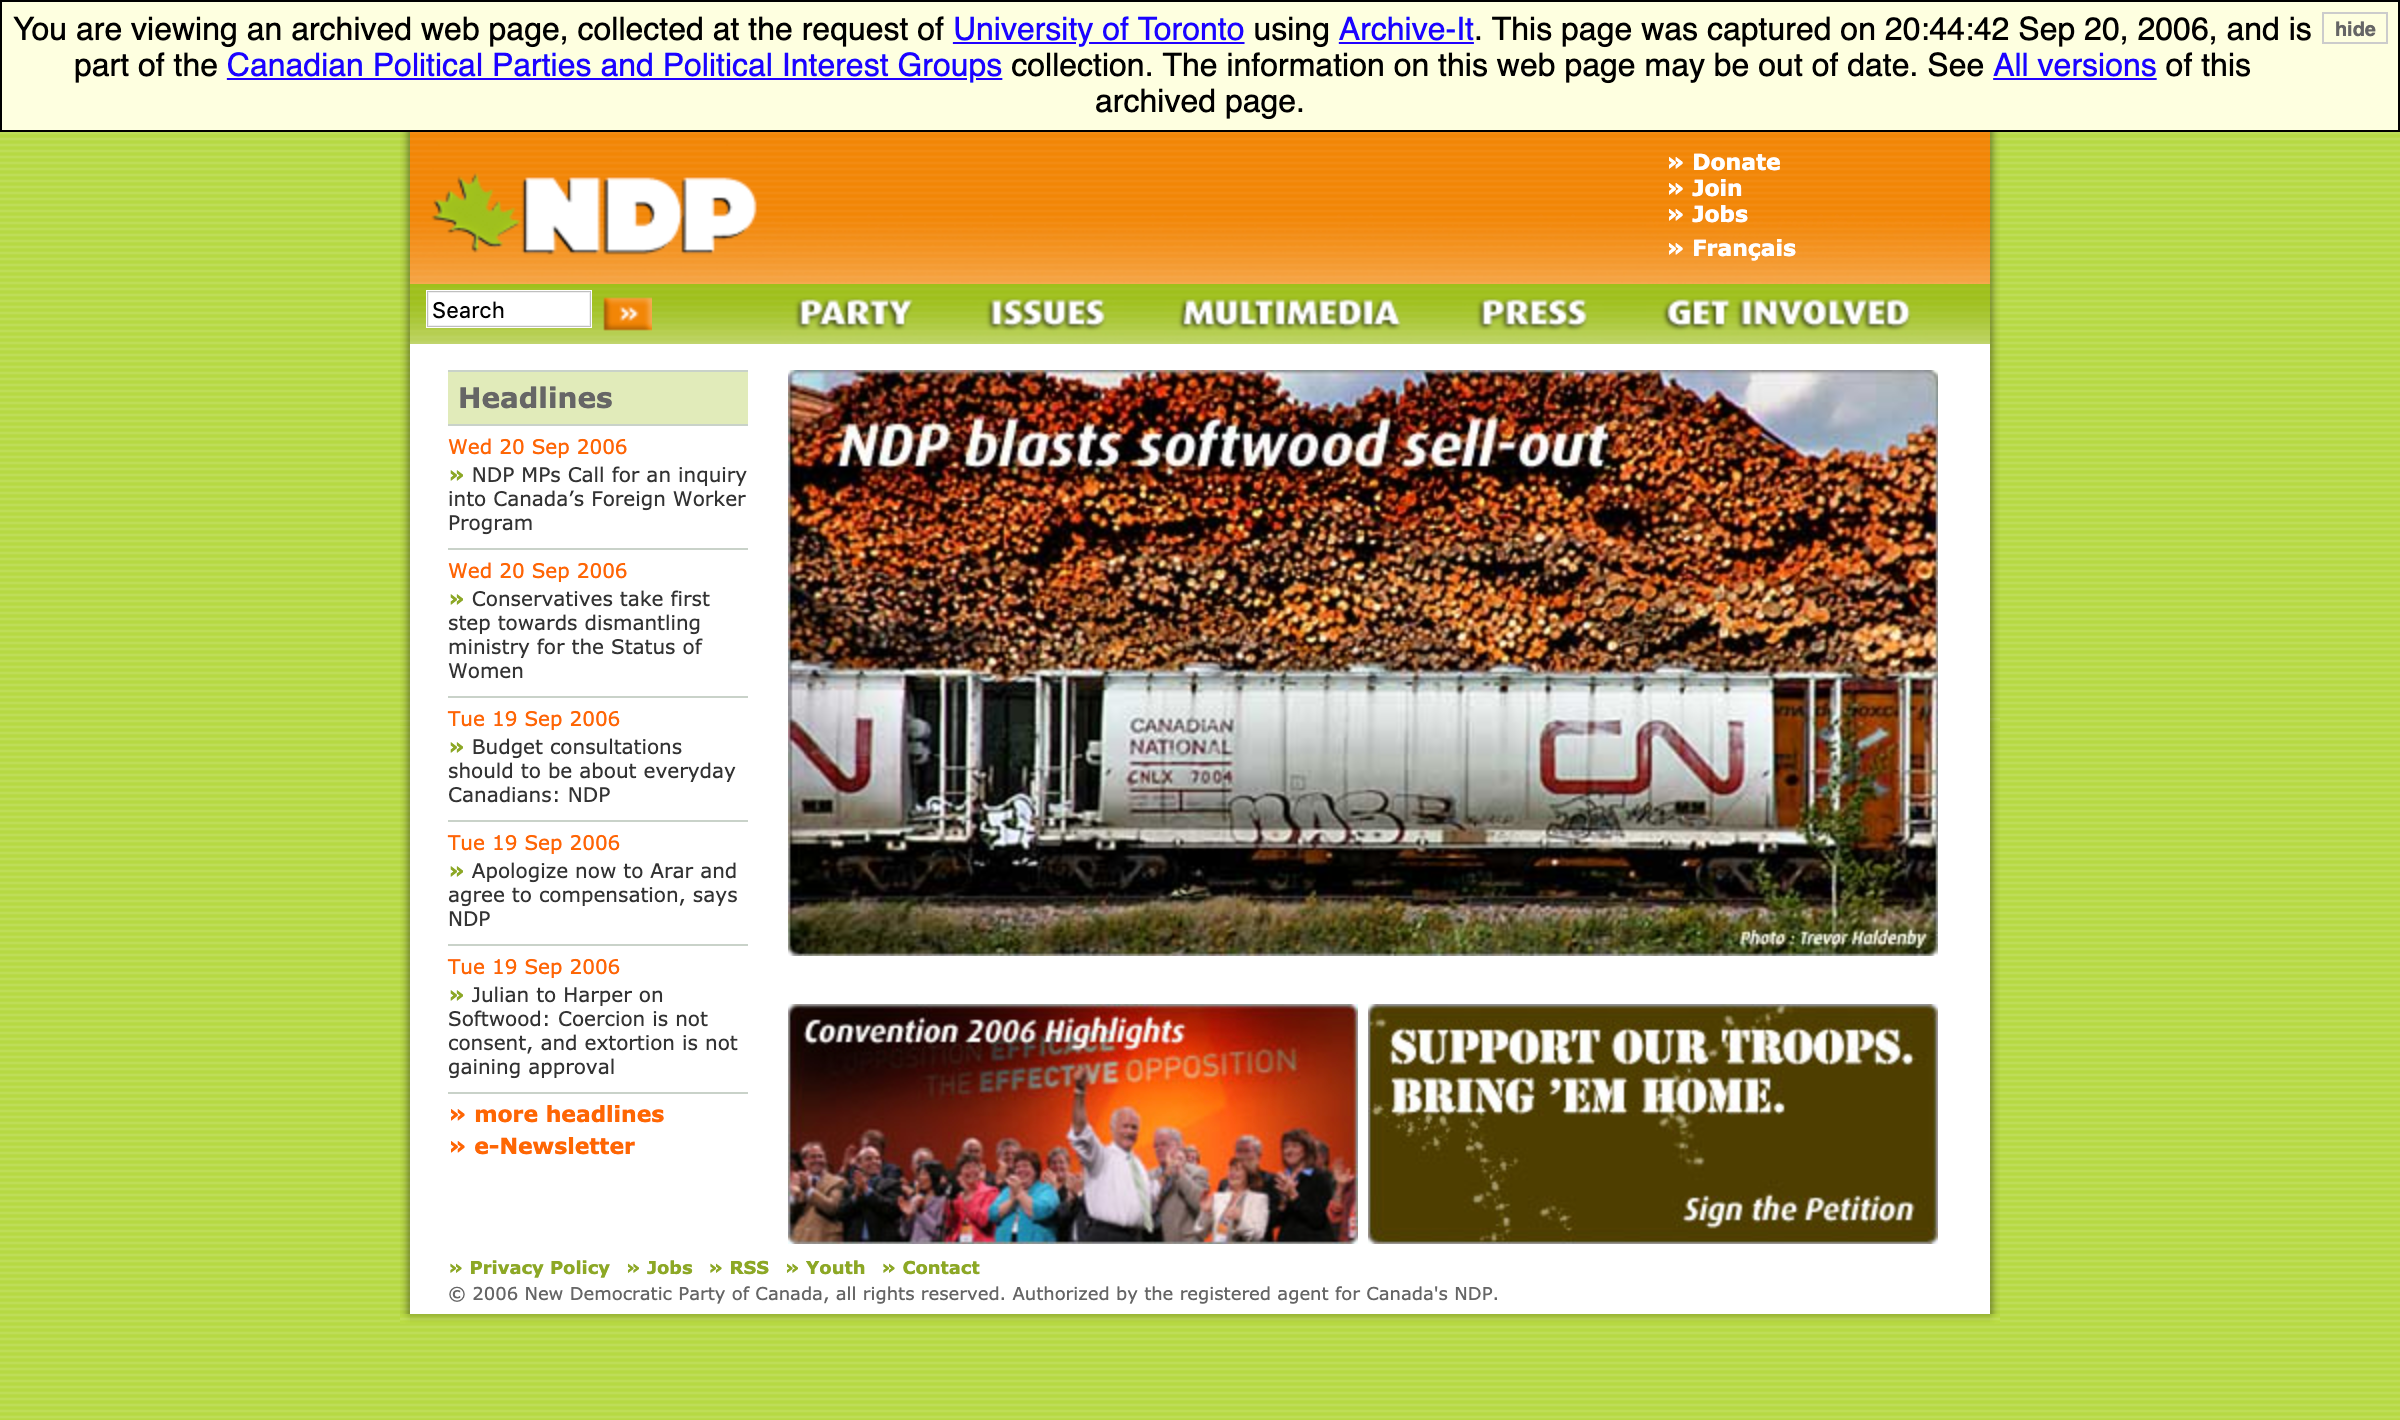 You are viewing an archived web page, collected at the request of University of Toronto using Archive-It. This page was captured on 20:44:42 Sep 20, 2006, and is
part of the Canadian Political Parties and Political Interest Groups collection. The information on this web page may be out of date. See All versions of this
archived page.
hide
NDP
» Donate
» Join
» Jobs
» Français
Search
»
PARTY
ISSUES
MULTIMEDIA
PRESS
GET INVOLVED
Headlines
Wed 20 Sep 2006
» NDP MPs Call for an inquiry
into Canada’s Foreign Worker
Program
Wed 20 Sep 2006
» Conservatives take first
step towards dismantling
ministry for the Status of
Women
Tue 19 Sep 2006
» Budget consultations
should to be about everyday
Canadians: NDP
Tue 19 Sep 2006
» Apologize now to Arar and
agree to compensation, says
NDP
Tue 19 Sep 2006
» Julian to Harper on
Softwood: Coercion is not
consent, and extortion is not
gaining approval
» more headlines
» e-Newsletter
NDP blasts softwood sell-out
CANADIAN
NATIONAL
CNLX 7004
CN
Photo : Trevor Haldenby
Convention 2006 Highlights
OPPOSITION EFFICACE
THE EFFECTIVE OPPOSITION
SUPPORT OUR TROOPS.
BRING ’EM HOME.
Sign the Petition
» Privacy Policy » Jobs » RSS » Youth » Contact
© 2006 New Democratic Party of Canada, all rights reserved. Authorized by the registered agent for Canada's NDP.